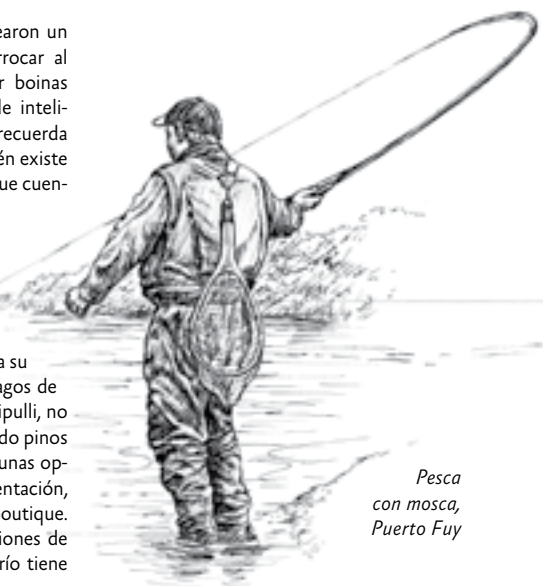 earon un
rrocar al
r boinas
le inteli-
recuerda
én existe
ue cuen-
a su
agos de
ipulli, no
do pinos
unas op-
entación,
boutique.
iones de
río tiene
Pesca
con mosca,
Puerto Fuy